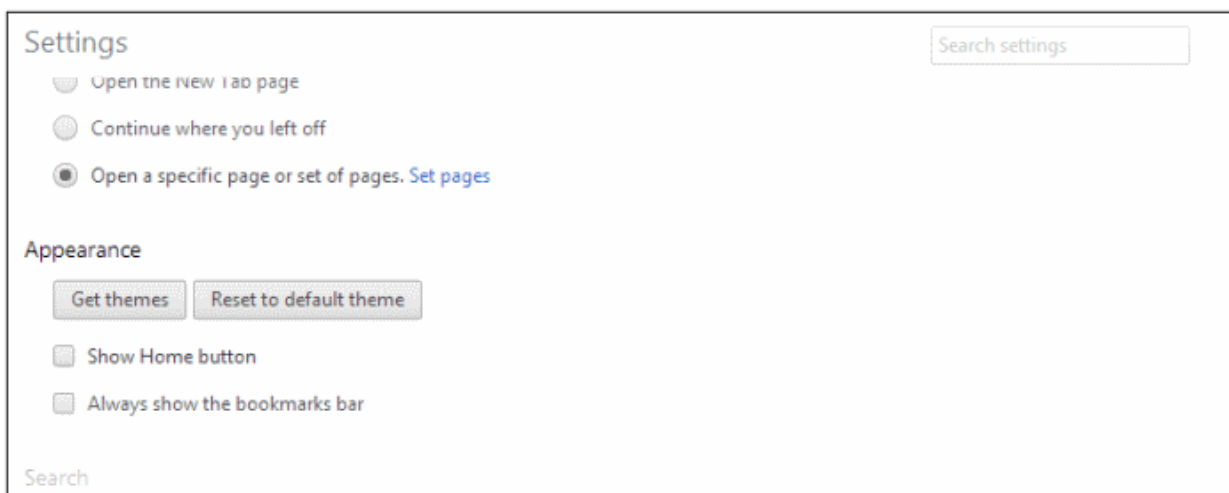 Settings
Search settings
Open the New Tab page
Continue where you left off
Open a specific page or set of pages. Set pages
Appearance
Get themes Reset to default theme
Show Home button
Always show the bookmarks bar
Search